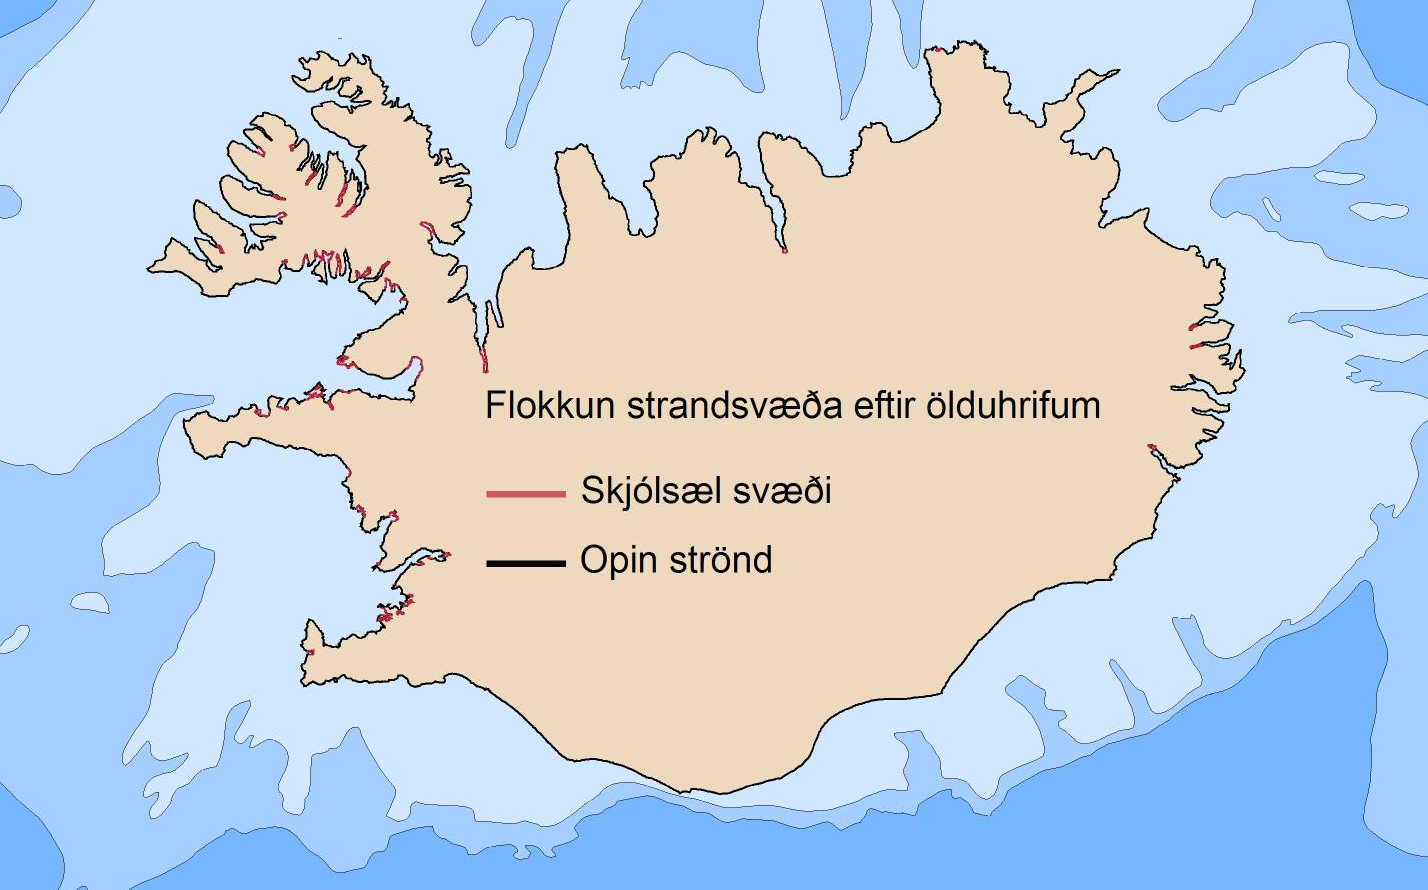 Flokkun strandsvæða eftir ölduhrifum
Skjólsæl svæði
Opin strönd